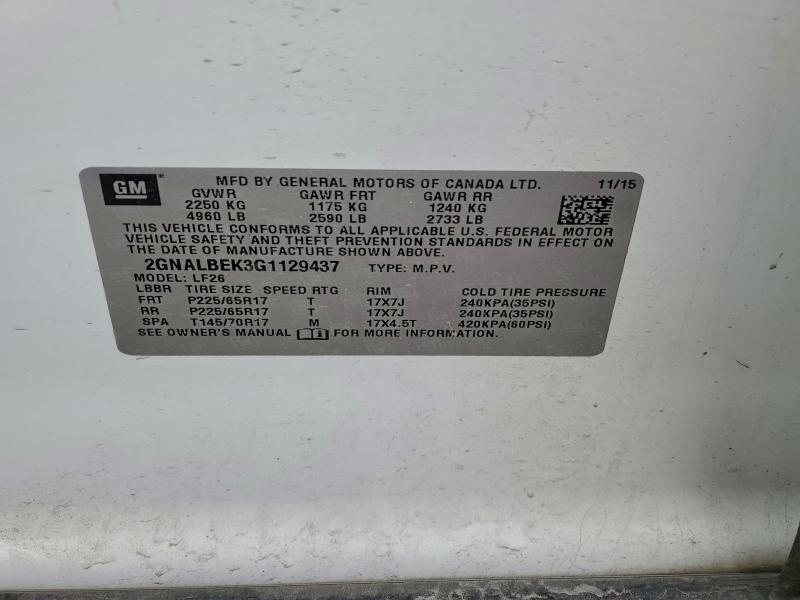 GM
MFD BY GENERAL MOTORS OF CANADA LTD. 11/15
GVWR GAWR FRT GAWR RR
2250 KG 1175 KG 1240 KG
4960 LB 2590 LB 2733 LB
THIS VEHICLE CONFORMS TO ALL APPLICABLE U.S. FEDERAL MOTOR
VEHICLE SAFETY AND THEFT PREVENTION STANDARDS IN EFFECT ON
THE DATE OF MANUFACTURE SHOWN ABOVE.
2GNALBEK3G1129437 TYPE: M.P.V.
MODEL: LF26
LBBR TIRE SIZE SPEED RTG RIM COLD TIRE PRESSURE
FRT P225/65R17 T 17X7J 240KPA(35PSI)
RR P225/65R17 T 17X7J 240KPA(35PSI)
SPA T145/70R17 M 17X4.5T 420KPA(60PSI)
SEE OWNER'S MANUAL FOR MORE INFORMATION.